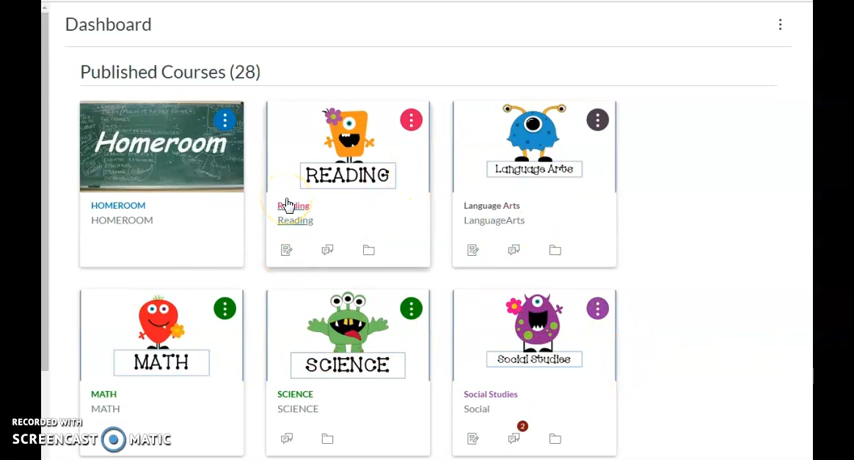 Dashboard
Published Courses (28)
Homeroom
HOMEROOM
HOMEROOM
READING
Reading
Reading
Language Arts
Language Arts
LanguageArts
MATH
MATH
MATH
SCIENCE
SCIENCE
SCIENCE
Social Studies
Social Studies
Social
2
RECORDED WITH
SCREENCAST MATIC